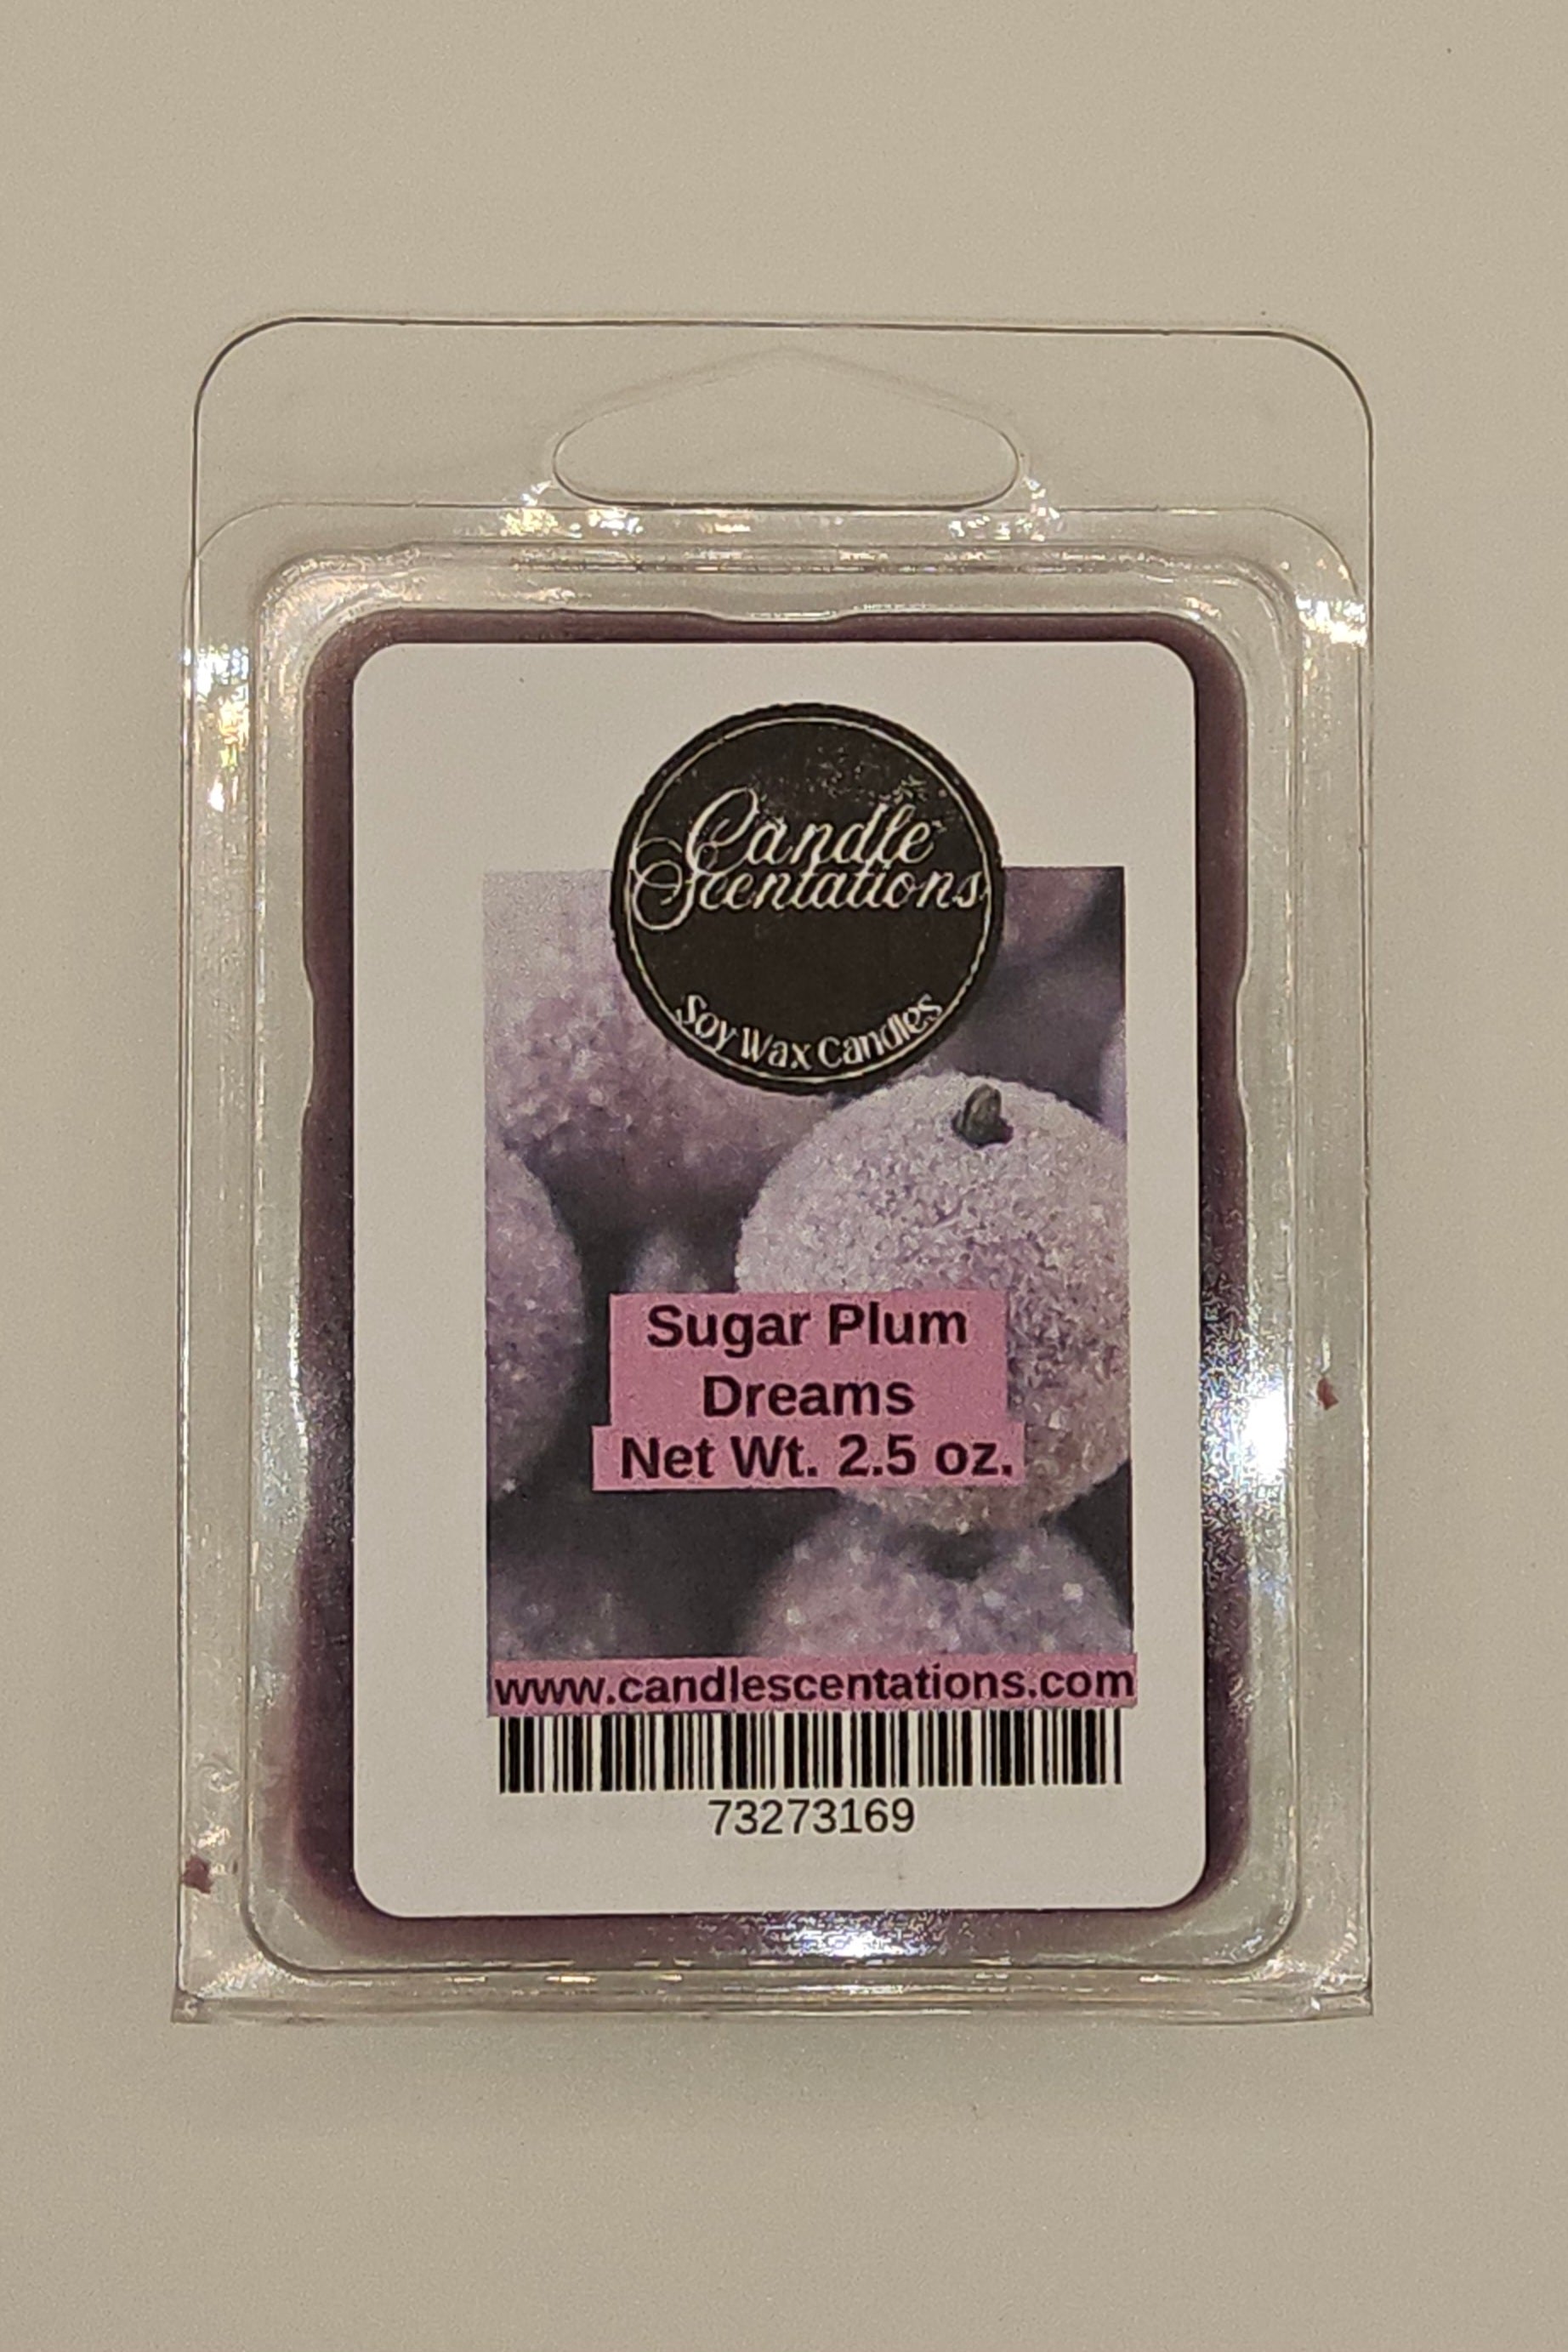 Candle
Scentations
Soy Wax Candles
Sugar Plum
Dreams
Net Wt. 2.5 oz.
www.candlescentations.com
73273169